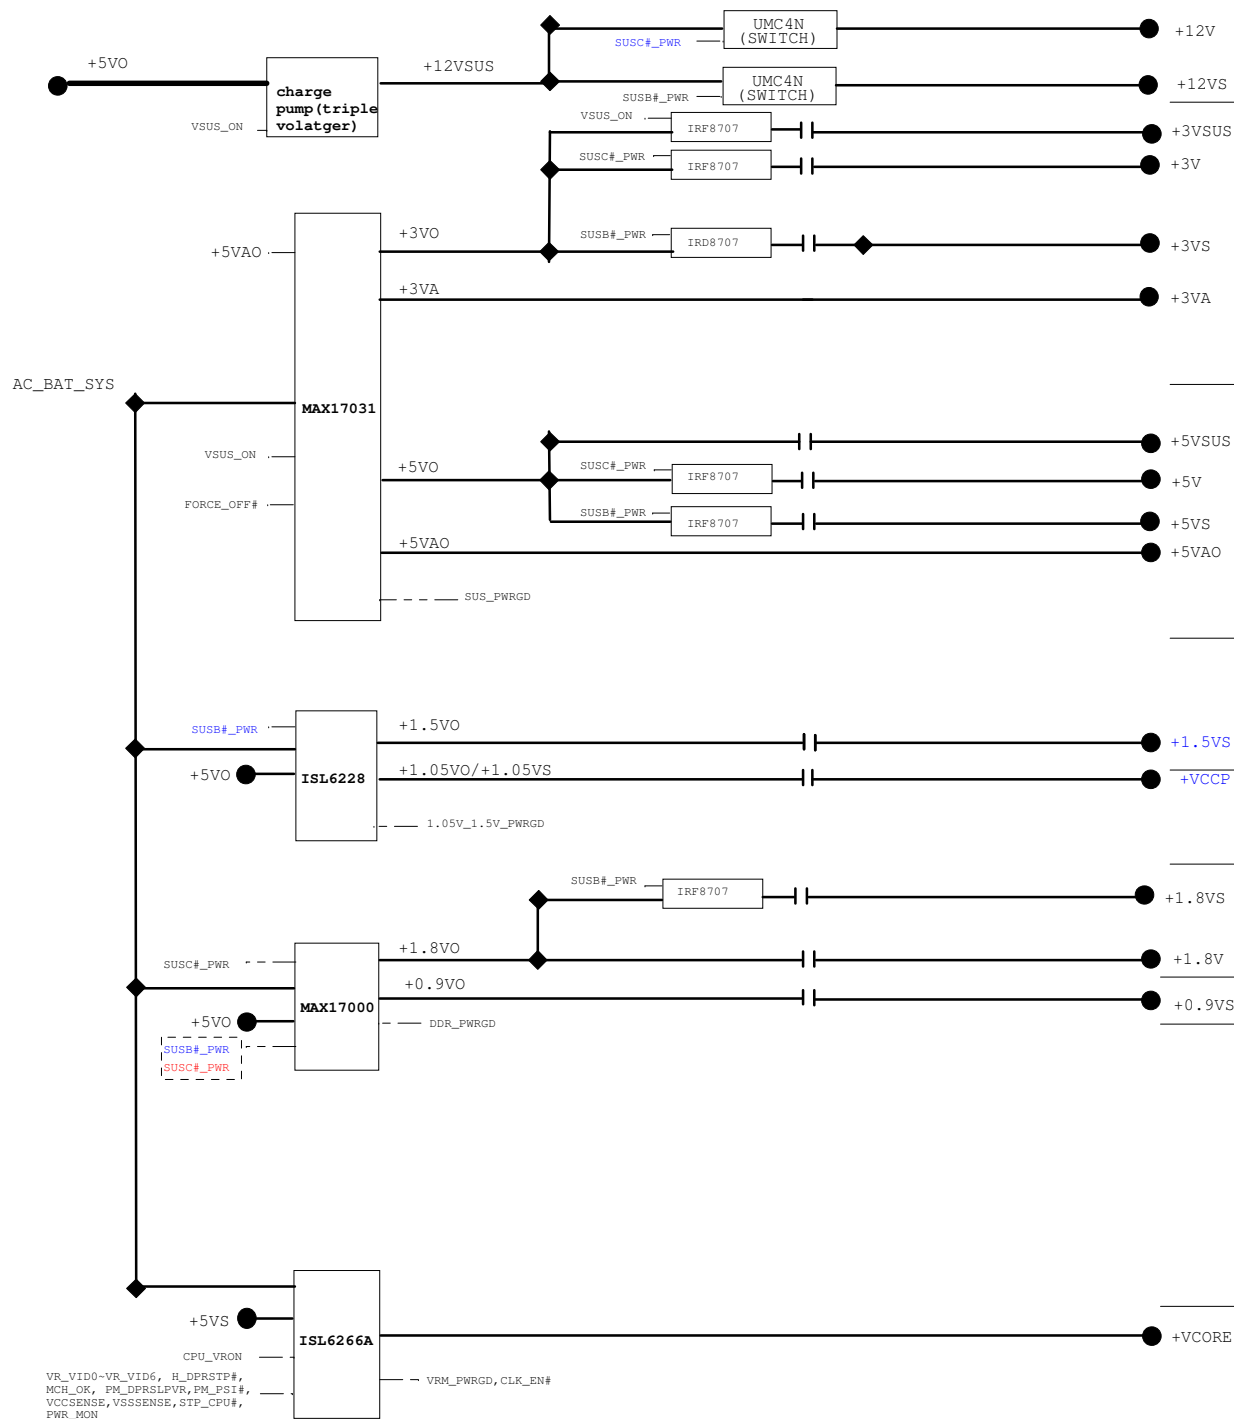 UMC4N
(SWITCH)
+12V
SUSC#_PWR
+5VO
+12VSUS
charge
pump(triple
volatger)
UMC4N
(SWITCH)
+12VS
SUSB#_PWR
VSUS_ON
VSUS_ON
IRF8707
+3VSUS
SUSC#_PWR
IRF8707
+3V
+3VO
SUSB#_PWR
IRD8707
+3VS
+5VAO
+3VA
+3VA
AC_BAT_SYS
MAX17031
+5VSUS
VSUS_ON
+5VO
SUSC#_PWR
IRF8707
+5V
FORCE_OFF#
SUSB#_PWR
IRF8707
+5VS
+5VAO
+5VAO
SUS_PWRGD
SUSB#_PWR
+1.5VO
+1.5VS
+5VO
ISL6228
+1.05VO/+1.05VS
+VCCP
1.05V_1.5V_PWRGD
SUSB#_PWR
IRF8707
+1.8VS
+1.8VO
+1.8V
SUSC#_PWR
+0.9VO
+0.9VS
MAX17000
+5VO
DDR_PWRGD
SUSB#_PWR
SUSC#_PWR
+5VS
ISL6266A
+VCORE
CPU_VRON
VR_VID0~VR_VID6, H_DPRSTP#,
MCH_OK, PM_DPRSLPVR,PM_PSI#,
VCCSENSE,VSSSENSE,STP_CPU#,
PWR_MON
VRM_PWRGD,CLK_EN#